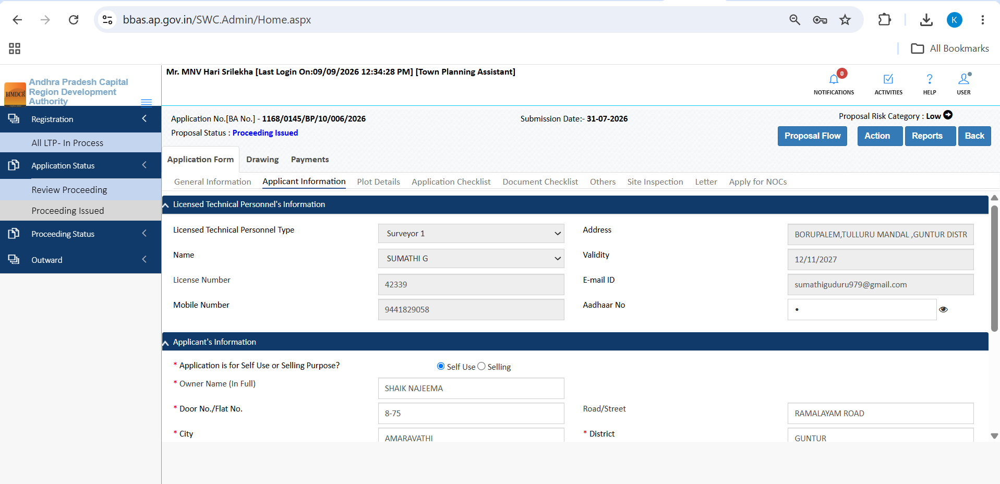 bbas.ap.gov.in/SWC.Admin/Home.aspx
K
All Bookmarks
BIMDCR
Andhra Pradesh Capital
Region Development
Authority
Mr. MNV Hari Srilekha [Last Login On:09/09/2026 12:34:28 PM] [Town Planning Assistant]
0
NOTIFICATIONS
ACTIVITIES
?
HELP
USER
Registration
All LTP- In Process
Application Status
Review Proceeding
Proceeding Issued
Proceeding Status
Outward
Application No.[BA No.] - 1168/0145/BP/10/006/2026
Submission Date:- 31-07-2026
Proposal Risk Category : Low
Proposal Status : Proceeding Issued
Proposal Flow
Action
Reports
Back
Application Form
Drawing
Payments
General Information
Applicant Information
Plot Details
Application Checklist
Document Checklist
Others
Site Inspection
Letter
Apply for NOCs
Licensed Technical Personnel's Information
Licensed Technical Personnel Type
Surveyor 1
Address
BORUPALEM,TULLURU MANDAL ,GUNTUR DISTR
Name
SUMATHI G
Validity
12/11/2027
License Number
42339
E-mail ID
sumathiguduru979@gmail.com
Mobile Number
9441829058
Aadhaar No
•
Applicant's Information
* Application is for Self Use or Selling Purpose?
Self Use
Selling
* Owner Name (In Full)
SHAIK NAJEEMA
* Door No./Flat No.
8-75
Road/Street
RAMALAYAM ROAD
* City
AMARAVATHI
* District
GUNTUR